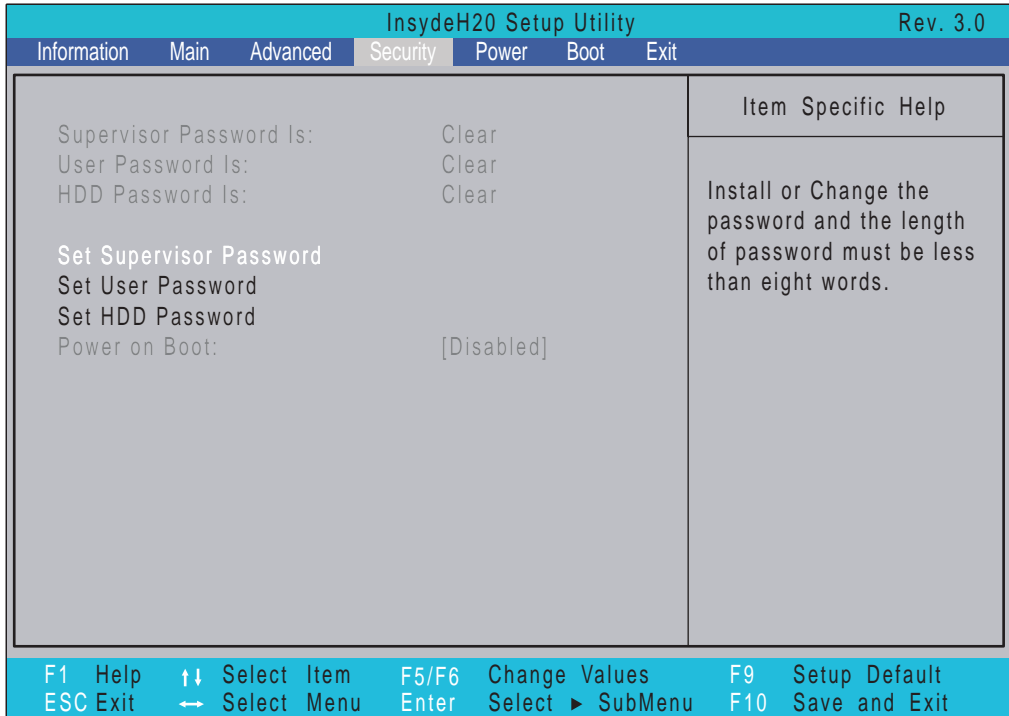 InsydeH20 Setup Utility Rev. 3.0
Information Main Advanced Security Power Boot Exit
Supervisor Password Is: Clear
User Password Is: Clear
HDD Password Is: Clear
Set Supervisor Password
Set User Password
Set HDD Password
Power on Boot: [Disabled]
Item Specific Help
Install or Change the
password and the length
of password must be less
than eight words.
F1 Help ↑↓ Select Item F5/F6 Change Values F9 Setup Default
ESC Exit ↔ Select Menu Enter Select ► SubMenu F10 Save and Exit